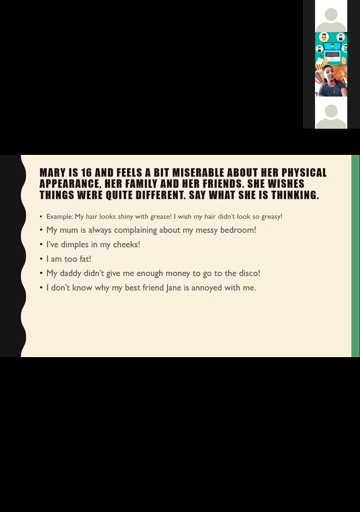 MARY IS 16 AND FEELS A BIT MISERABLE ABOUT HER PHYSICAL
APPEARANCE, HER FAMILY AND HER FRIENDS. SHE WISHES
THINGS WERE QUITE DIFFERENT. SAY WHAT SHE IS THINKING.
• Example: My hair looks shiny with grease! I wish my hair didn't look so greasy!
• My mum is always complaining about my messy bedroom!
• I've dimples in my cheeks!
• I am too fat!
• My daddy didn't give me enough money to go to the disco!
• I don't know why my best friend Jane is annoyed with me.